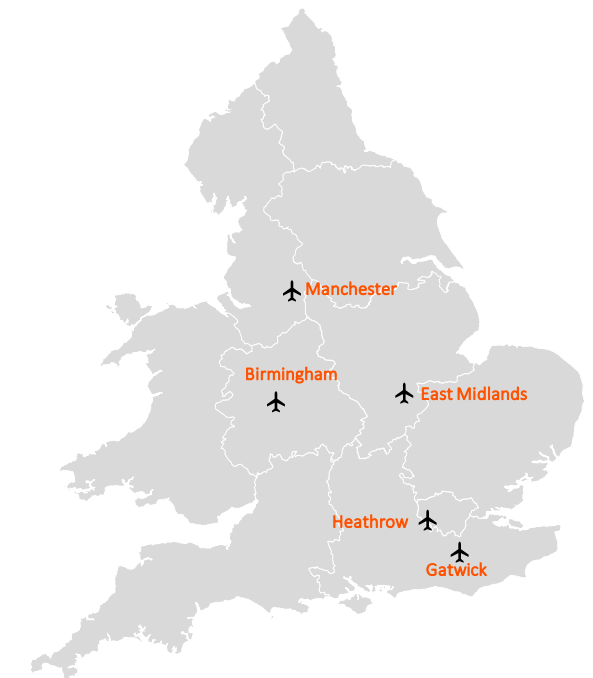 Manchester
Birmingham
East Midlands
Heathrow
Gatwick